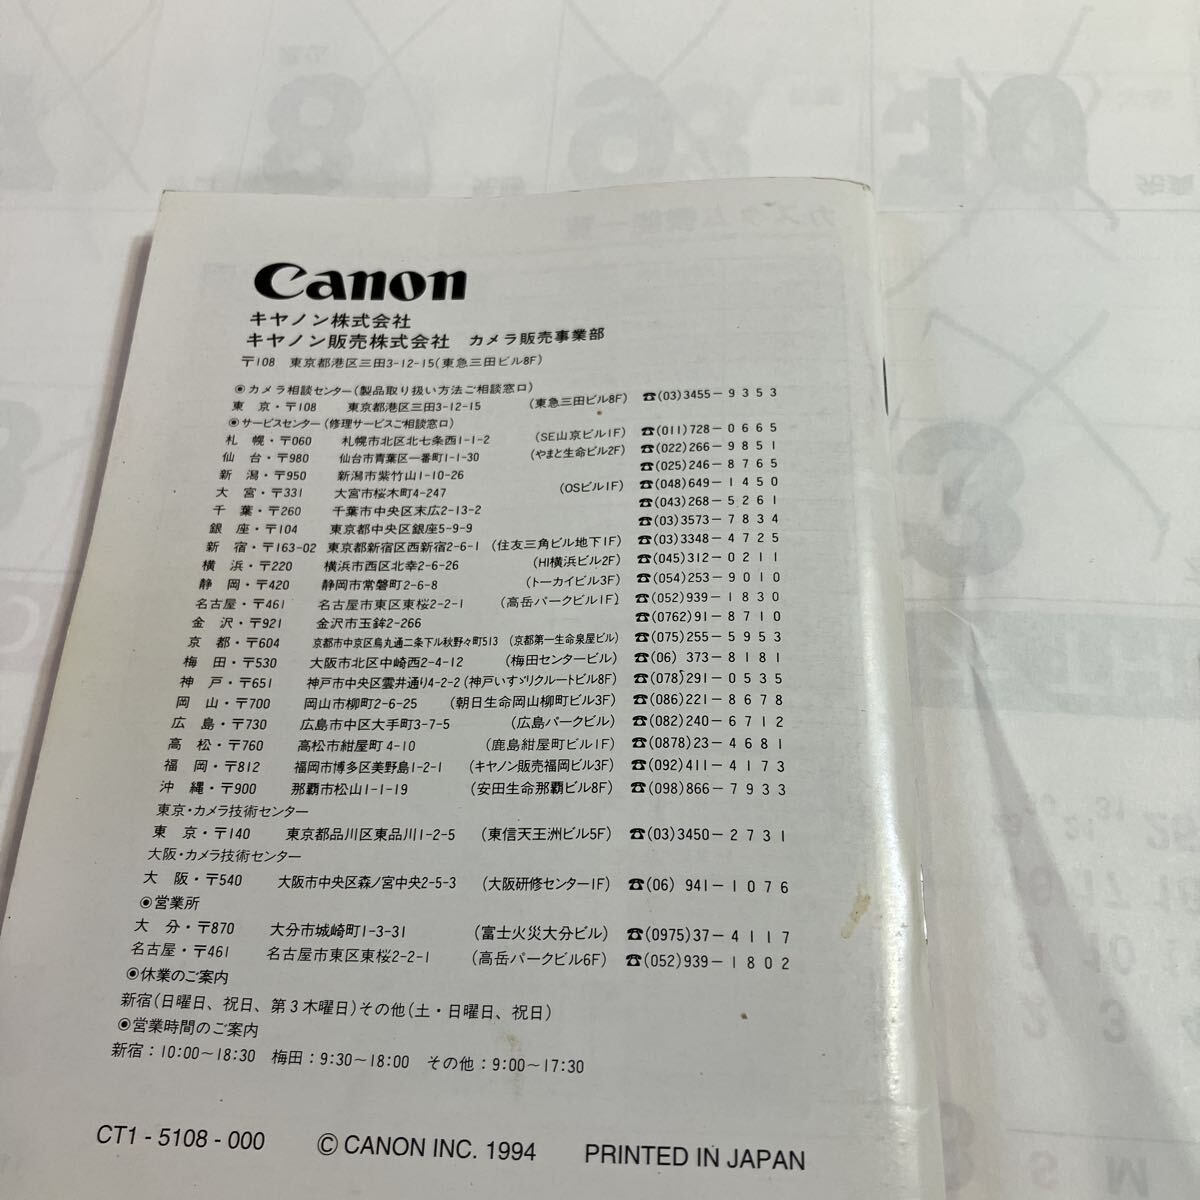 Canon
キヤノン株式会社
キヤノン販売株式会社 カメラ販売事業部
〒108 東京都港区三田3-12-15(東急三田ビル8F)
◉カメラ相談センター(製品取り扱い方法ご相談窓口)
東京・〒108 東京都港区三田3-12-15 (東急三田ビル8F) ☎(03)3455-9353
◉サービスセンター(修理サービスご相談窓口)
札幌・〒060 札幌市北区北七条西1-1-2 (SE山京ビル1F) ☎(011)728-0665
仙台・〒980 仙台市青葉区一番町1-1-30 (やまと生命ビル2F) ☎(022)266-9851
新潟・〒950 新潟市紫竹山1-10-26 ☎(025)246-8765
大宮・〒331 大宮市桜木町4-247 (OSビル1F) ☎(048)649-1450
千葉・〒260 千葉市中央区末広2-13-2 ☎(043)268-5261
銀座・〒104 東京都中央区銀座5-9-9 ☎(03)3573-7834
新宿・〒163-02 東京都新宿区西新宿2-6-1 (住友三角ビル地下1F) ☎(03)3348-4725
横浜・〒220 横浜市西区北幸2-6-26 (HI横浜ビル2F) ☎(045)312-0211
静岡・〒420 静岡市常磐町2-6-8 (トーカイビル3F) ☎(054)253-9010
名古屋・〒461 名古屋市東区東桜2-2-1 (高岳パークビル1F) ☎(052)939-1830
金沢・〒921 金沢市玉鉾2-266 ☎(0762)91-8710
京都・〒604 京都市中京区烏丸通二条下ル秋野々町513 (京都第一生命泉屋ビル) ☎(075)255-5953
梅田・〒530 大阪市北区中崎西2-4-12 (梅田センタービル) ☎(06)373-8181
神戸・〒651 神戸市中央区雲井通り4-2-2(神戸いすゞリクルートビル8F) ☎(078)291-0535
岡山・〒700 岡山市柳町2-6-25 (朝日生命岡山柳町ビル3F) ☎(086)221-8678
広島・〒730 広島市中区大手町3-7-5 (広島パークビル) ☎(082)240-6712
高松・〒760 高松市紺屋町4-10 (鹿島紺屋町ビル1F) ☎(0878)23-4681
福岡・〒812 福岡市博多区美野島1-2-1 (キヤノン販売福岡ビル3F) ☎(092)411-4173
沖縄・〒900 那覇市松山1-1-19 (安田生命那覇ビル8F) ☎(098)866-7933
東京・カメラ技術センター
東京・〒140 東京都品川区東品川1-2-5 (東信天王洲ビル5F) ☎(03)3450-2731
大阪・カメラ技術センター
大阪・〒540 大阪市中央区森ノ宮中央2-5-3 (大阪研修センター1F) ☎(06)941-1076
◉営業所
大分・〒870 大分市城崎町1-3-31 (富士火災大分ビル) ☎(0975)37-4117
名古屋・〒461 名古屋市東区東桜2-2-1 (高岳パークビル6F) ☎(052)939-1802
◉休業のご案内
新宿(日曜日、祝日、第3木曜日)その他(土・日曜日、祝日)
◉営業時間のご案内
新宿：10:00〜18:30 梅田：9:30〜18:00 その他：9:00〜17:30
CT1-5108-000 © CANON INC. 1994 PRINTED IN JAPAN